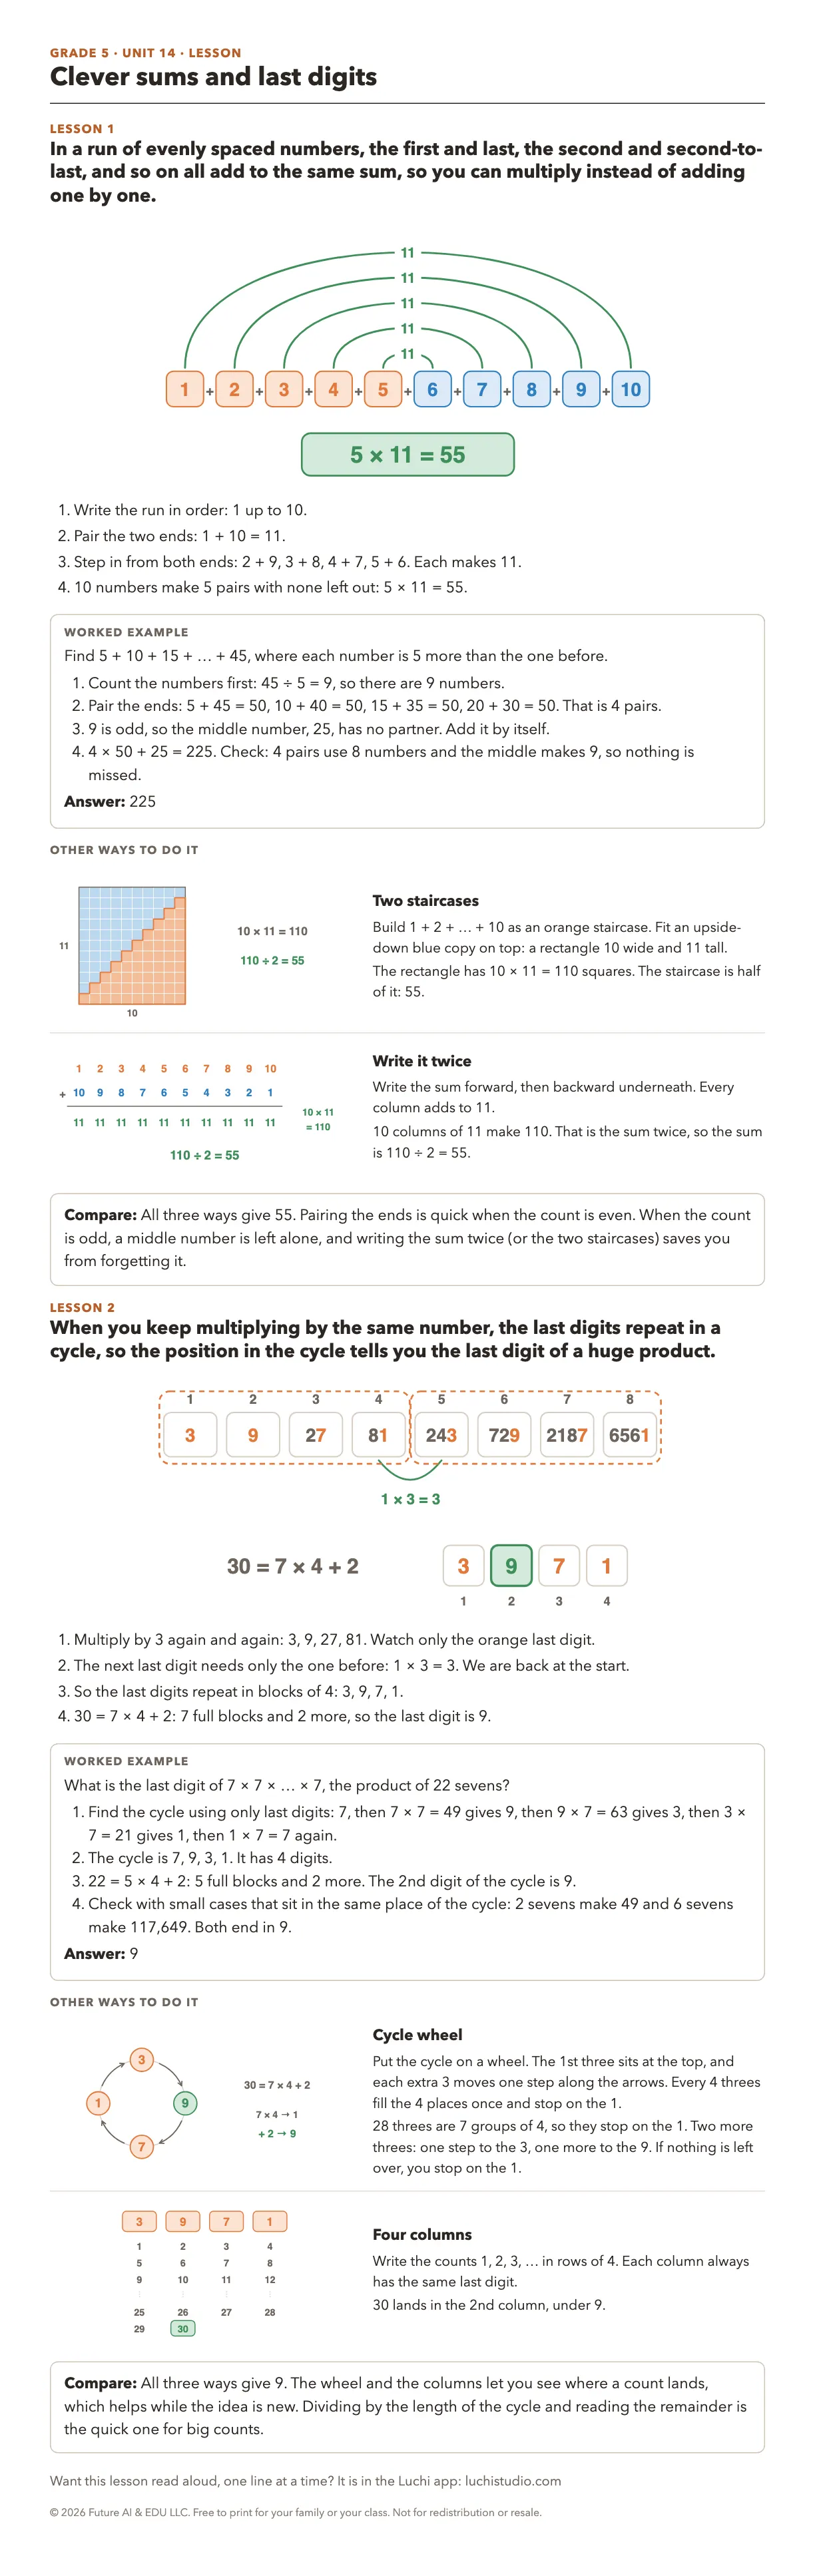 GRADE 5 · UNIT 14 · LESSON
Clever sums and last digits
LESSON 1
In a run of evenly spaced numbers, the first and last, the second and second-to-
last, and so on all add to the same sum, so you can multiply instead of adding
one by one.
11
11
11
11
11
1 + 2 + 3 + 4 + 5 + 6 + 7 + 8 + 9 + 10
5 × 11 = 55
1. Write the run in order: 1 up to 10.
2. Pair the two ends: 1 + 10 = 11.
3. Step in from both ends: 2 + 9, 3 + 8, 4 + 7, 5 + 6. Each makes 11.
4. 10 numbers make 5 pairs with none left out: 5 × 11 = 55.
WORKED EXAMPLE
Find 5 + 10 + 15 + … + 45, where each number is 5 more than the one before.
1. Count the numbers first: 45 ÷ 5 = 9, so there are 9 numbers.
2. Pair the ends: 5 + 45 = 50, 10 + 40 = 50, 15 + 35 = 50, 20 + 30 = 50. That is 4 pairs.
3. 9 is odd, so the middle number, 25, has no partner. Add it by itself.
4. 4 × 50 + 25 = 225. Check: 4 pairs use 8 numbers and the middle makes 9, so nothing is
missed.
Answer: 225
OTHER WAYS TO DO IT
11
10
10 × 11 = 110
110 ÷ 2 = 55
Two staircases
Build 1 + 2 + … + 10 as an orange staircase. Fit an upside-
down blue copy on top: a rectangle 10 wide and 11 tall.
The rectangle has 10 × 11 = 110 squares. The staircase is half
of it: 55.
1 2 3 4 5 6 7 8 9 10
+ 10 9 8 7 6 5 4 3 2 1
11 11 11 11 11 11 11 11 11 11
10 × 11
= 110
110 ÷ 2 = 55
Write it twice
Write the sum forward, then backward underneath. Every
column adds to 11.
10 columns of 11 make 110. That is the sum twice, so the sum
is 110 ÷ 2 = 55.
Compare: All three ways give 55. Pairing the ends is quick when the count is even. When the count
is odd, a middle number is left alone, and writing the sum twice (or the two staircases) saves you
from forgetting it.
LESSON 2
When you keep multiplying by the same number, the last digits repeat in a
cycle, so the position in the cycle tells you the last digit of a huge product.
1 2 3 4 5 6 7 8
3 9 27 81 243 729 2187 6561
1 × 3 = 3
30 = 7 × 4 + 2
3 9 7 1
1 2 3 4
1. Multiply by 3 again and again: 3, 9, 27, 81. Watch only the orange last digit.
2. The next last digit needs only the one before: 1 × 3 = 3. We are back at the start.
3. So the last digits repeat in blocks of 4: 3, 9, 7, 1.
4. 30 = 7 × 4 + 2: 7 full blocks and 2 more, so the last digit is 9.
WORKED EXAMPLE
What is the last digit of 7 × 7 × … × 7, the product of 22 sevens?
1. Find the cycle using only last digits: 7, then 7 × 7 = 49 gives 9, then 9 × 7 = 63 gives 3, then 3 ×
7 = 21 gives 1, then 1 × 7 = 7 again.
2. The cycle is 7, 9, 3, 1. It has 4 digits.
3. 22 = 5 × 4 + 2: 5 full blocks and 2 more. The 2nd digit of the cycle is 9.
4. Check with small cases that sit in the same place of the cycle: 2 sevens make 49 and 6 sevens
make 117,649. Both end in 9.
Answer: 9
OTHER WAYS TO DO IT
3
1
9
7
30 = 7 × 4 + 2
7 × 4 → 1
+ 2 → 9
Cycle wheel
Put the cycle on a wheel. The 1st three sits at the top, and
each extra 3 moves one step along the arrows. Every 4 threes
fill the 4 places once and stop on the 1.
28 threes are 7 groups of 4, so they stop on the 1. Two more
threes: one step to the 3, one more to the 9. If nothing is left
over, you stop on the 1.
3 9 7 1
1 2 3 4
5 6 7 8
9 10 11 12
⋮ ⋮ ⋮ ⋮
25 26 27 28
29 30
Four columns
Write the counts 1, 2, 3, … in rows of 4. Each column always
has the same last digit.
30 lands in the 2nd column, under 9.
Compare: All three ways give 9. The wheel and the columns let you see where a count lands,
which helps while the idea is new. Dividing by the length of the cycle and reading the remainder is
the quick one for big counts.
Want this lesson read aloud, one line at a time? It is in the Luchi app: luchistudio.com
© 2026 Future AI & EDU LLC. Free to print for your family or your class. Not for redistribution or resale.